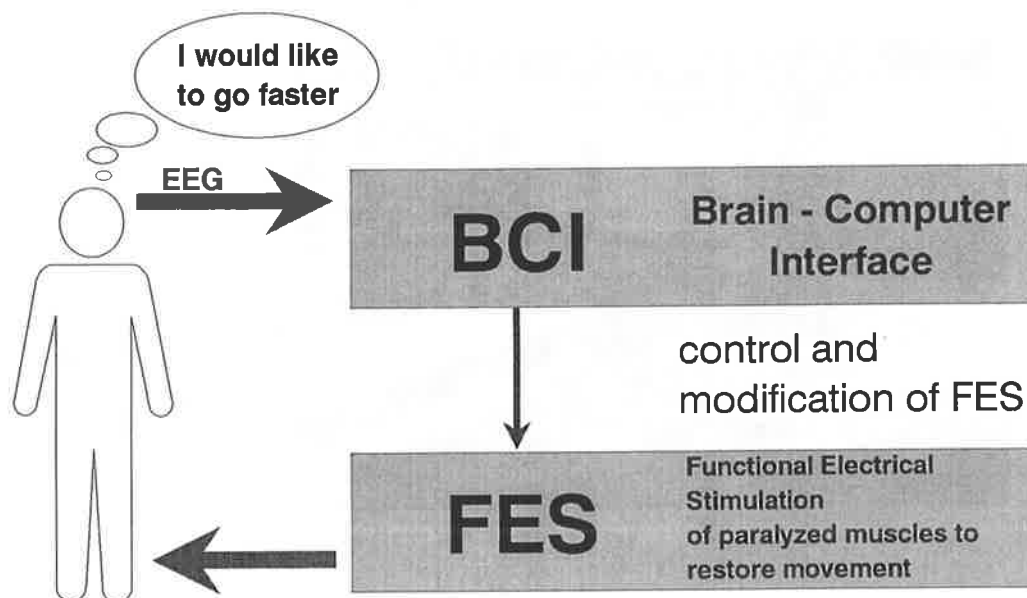 I would like
to go faster
EEG
BCI
Brain - Computer
Interface
control and
modification of FES
FES
Functional Electrical
Stimulation
of paralyzed muscles to
restore movement